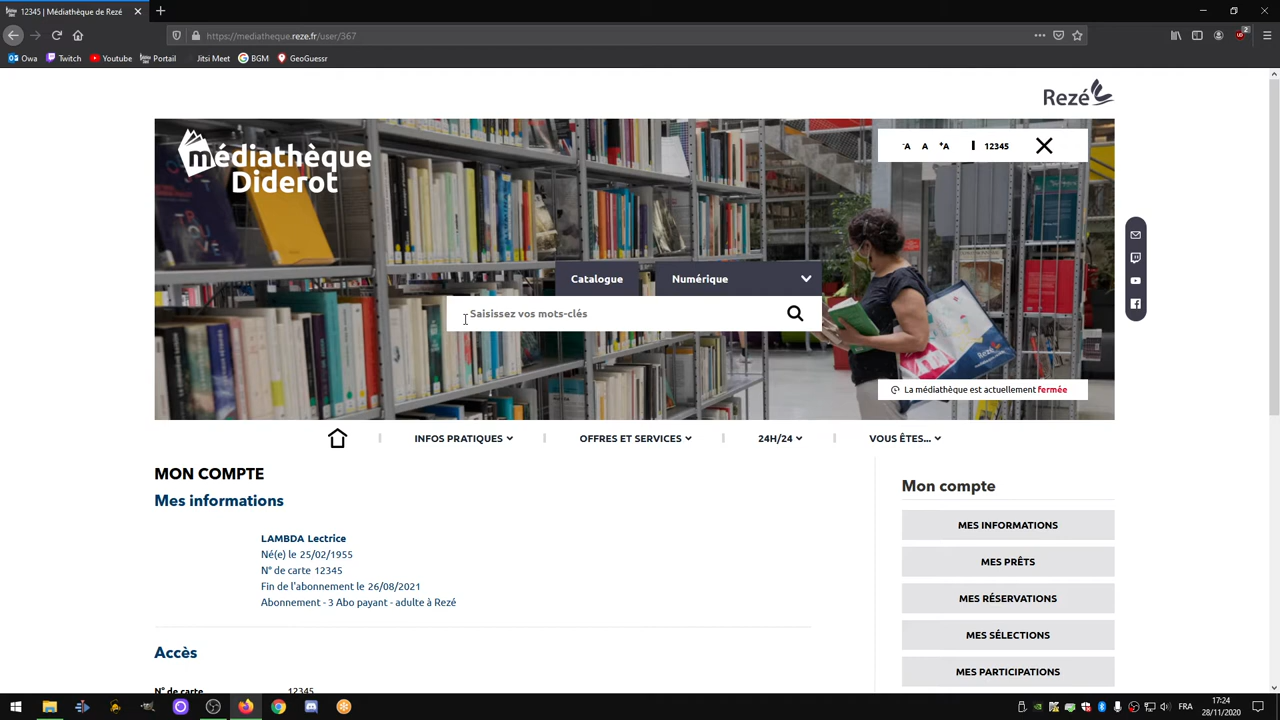 12345 | Médiathèque de Rezé
https://mediatheque.reze.fr/user/367
2
Owa
Twitch
Youtube
Portail
Jitsi Meet
BGM
GeoGuessr
Rezé
médiathèque
Diderot
-A A +A
12345
Catalogue
Numérique
Saisissez vos mots-clés
La médiathèque est actuellement fermée
INFOS PRATIQUES
OFFRES ET SERVICES
24H/24
VOUS ÊTES...
MON COMPTE
Mes informations
LAMBDA Lectrice
Né(e) le 25/02/1955
N° de carte 12345
Fin de l'abonnement le 26/08/2021
Abonnement - 3 Abo payant - adulte à Rezé
Accès
N° de carte 12345
Mon compte
MES INFORMATIONS
MES PRÊTS
MES RÉSERVATIONS
MES SÉLECTIONS
MES PARTICIPATIONS
FRA
17:24
28/11/2020